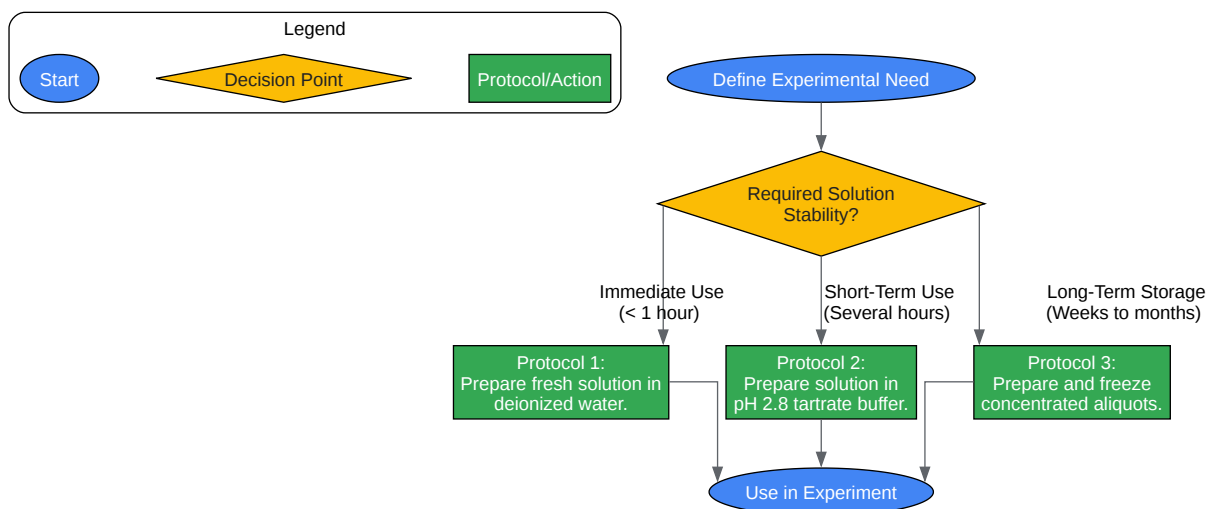 Legend
Start
Decision Point
Protocol/Action
Define Experimental Need
Required Solution
Stability?
Immediate Use
(< 1 hour)
Short-Term Use
(Several hours)
Long-Term Storage
(Weeks to months)
Protocol 1:
Prepare fresh solution in
deionized water.
Protocol 2:
Prepare solution in
pH 2.8 tartrate buffer.
Protocol 3:
Prepare and freeze
concentrated aliquots.
Use in Experiment